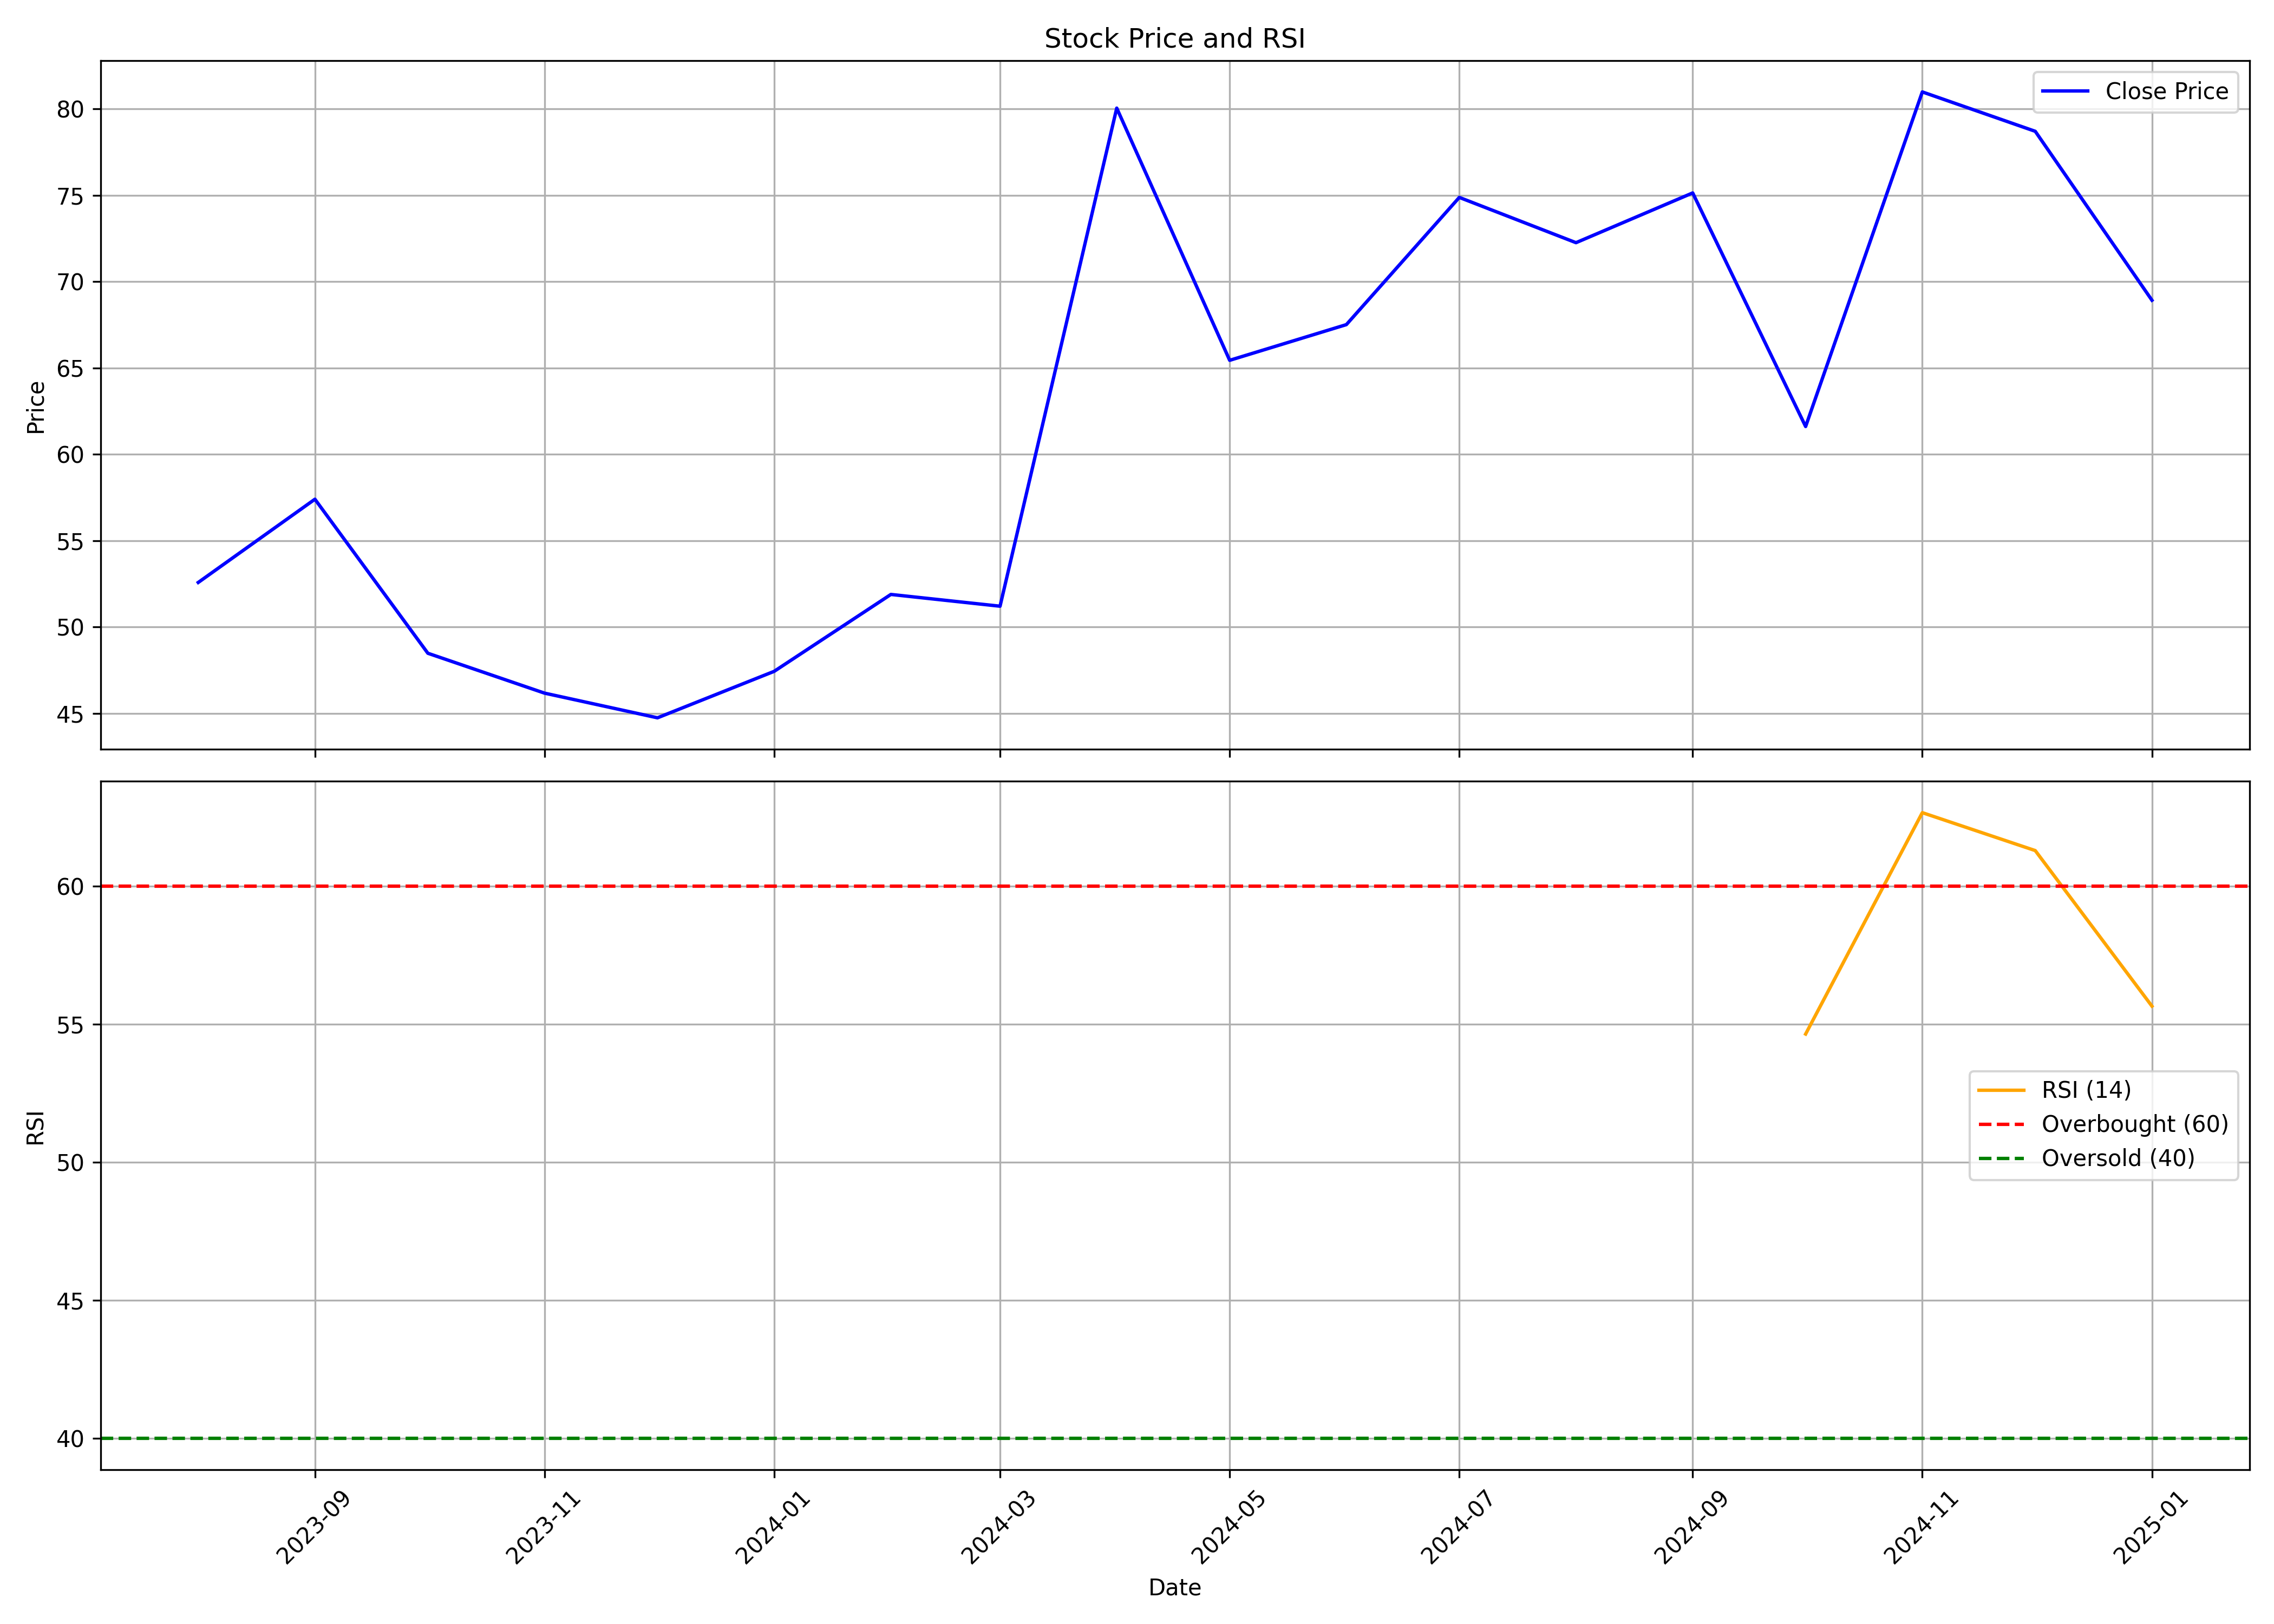 Stock Price and RSI
Close Price
Price
80
75
70
65
60
55
50
45
RSI
60
55
50
45
40
RSI (14)
Overbought (60)
Oversold (40)
2023-09
2023-11
2024-01
2024-03
2024-05
2024-07
2024-09
2024-11
2025-01
Date